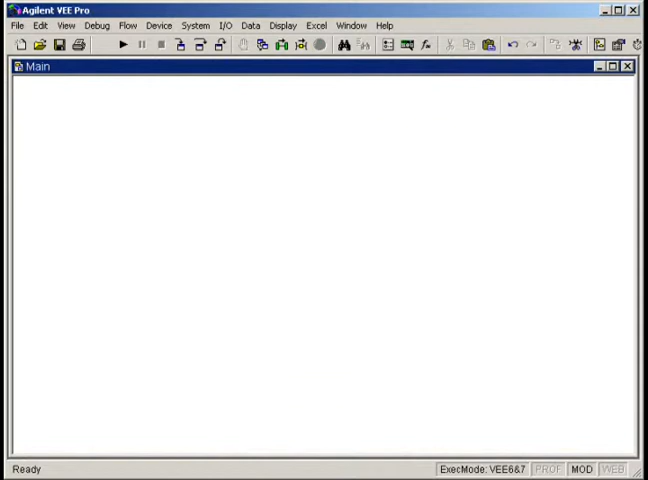 Agilent VEE Pro
File Edit View Debug Flow Device System I/O Data Display Excel Window Help
Main
Ready ExecMode: VEE6&7 PROF MOD WEB